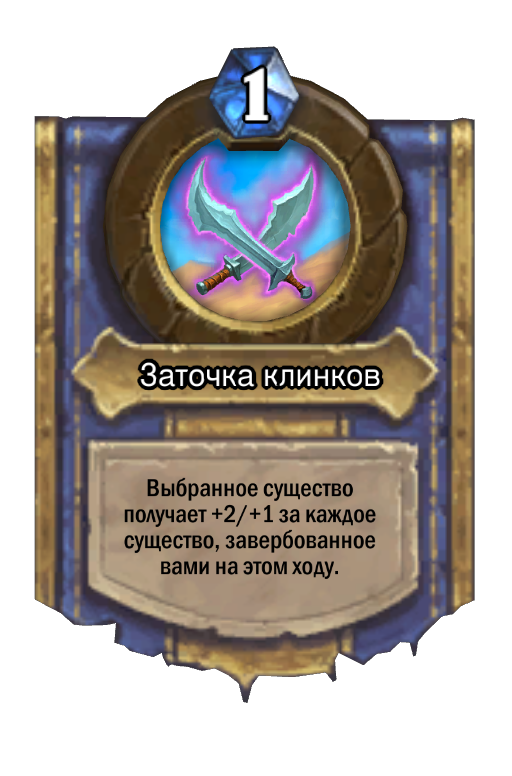 1
Заточка клинков
Выбранное существо
получает +2/+1 за каждое
существо, завербованное
вами на этом ходу.